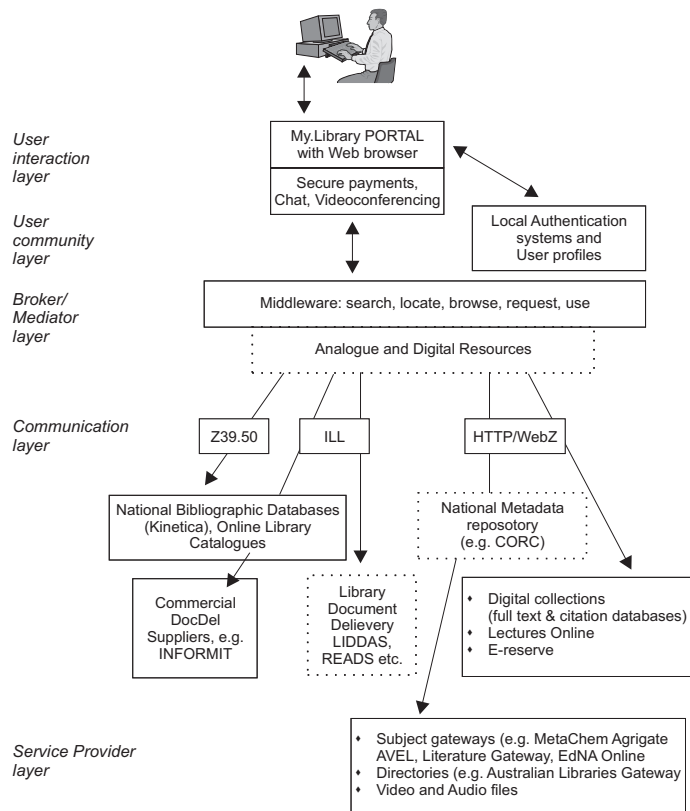 User
interaction
layer
My.Library PORTAL
with Web browser
Secure payments,
Chat, Videoconferencing
User
community
layer
Local Authentication
systems and
User profiles
Broker/
Mediator
layer
Middleware: search, locate, browse, request, use
Analogue and Digital Resources
Communication
layer
Z39.50
ILL
HTTP/WebZ
National Bibliographic Databases
(Kinetica), Online Library
Catalogues
National Metadata
reposotory
(e.g. CORC)
Commercial
DocDel
Suppliers, e.g.
INFORMIT
Library
Document
Delievery
LIDDAS,
READS etc.
♦ Digital collections
(full text & citation databases)
♦ Lectures Online
♦ E-reserve
Service Provider
layer
♦ Subject gateways (e.g. MetaChem Agrigate
AVEL, Literature Gateway, EdNA Online
♦ Directories (e.g. Australian Libraries Gateway
♦ Video and Audio files